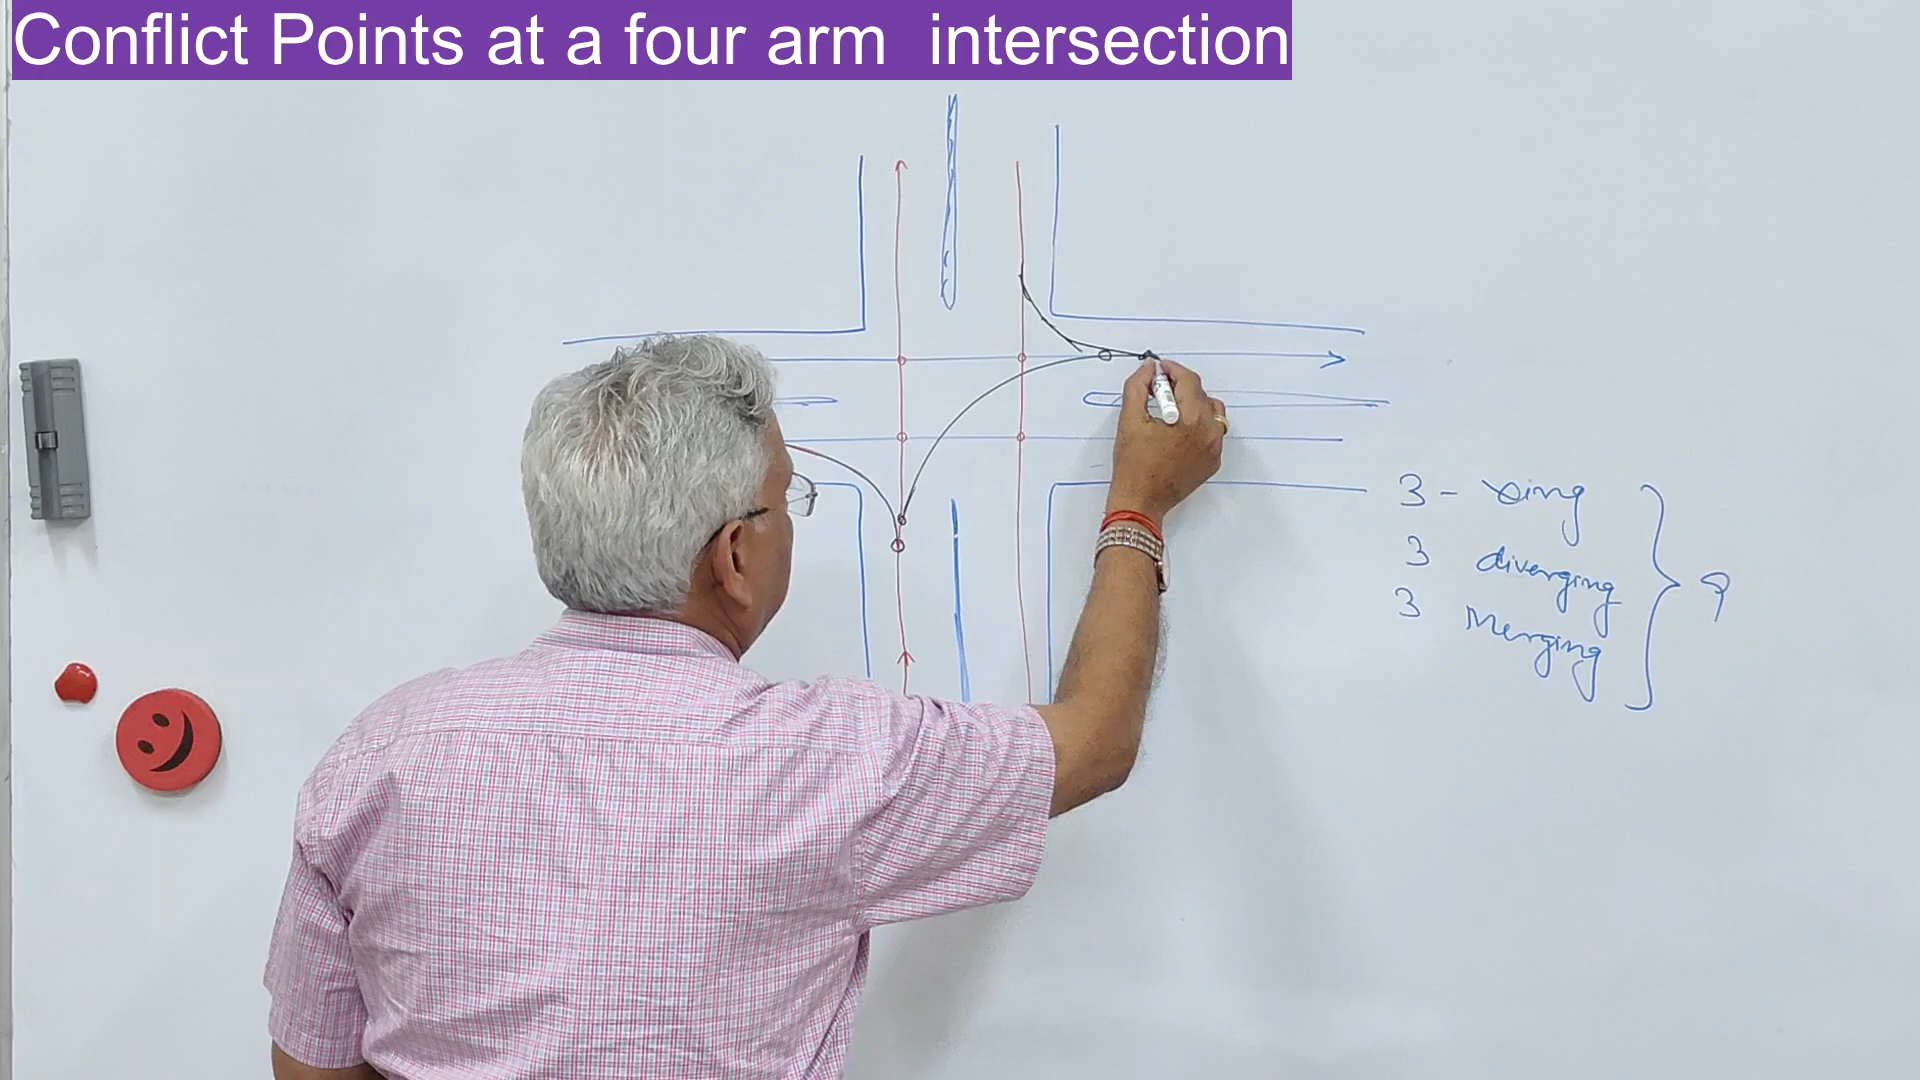 Conflict Points at a four arm intersection
3 - Xing
3 diverging
3 Merging
9